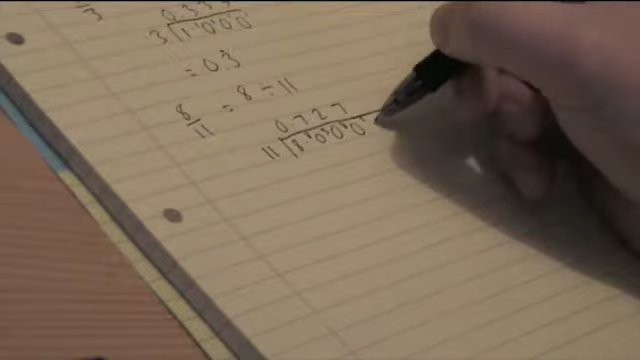 3
0 3 3 3
3 1 0 0 0
= 0.3
8/11 = 8 ÷ 11
0 7 2 7
11 8 0 0 0